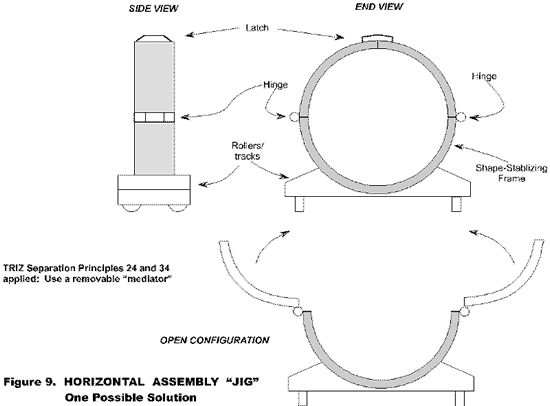 SIDE VIEW
END VIEW
Latch
Hinge
Hinge
Rollers/
tracks
Shape-Stablizing
Frame
TRIZ Separation Principles 24 and 34
applied: Use a removable "mediator"
OPEN CONFIGURATION
Figure 9. HORIZONTAL ASSEMBLY "JIG"
One Possible Solution